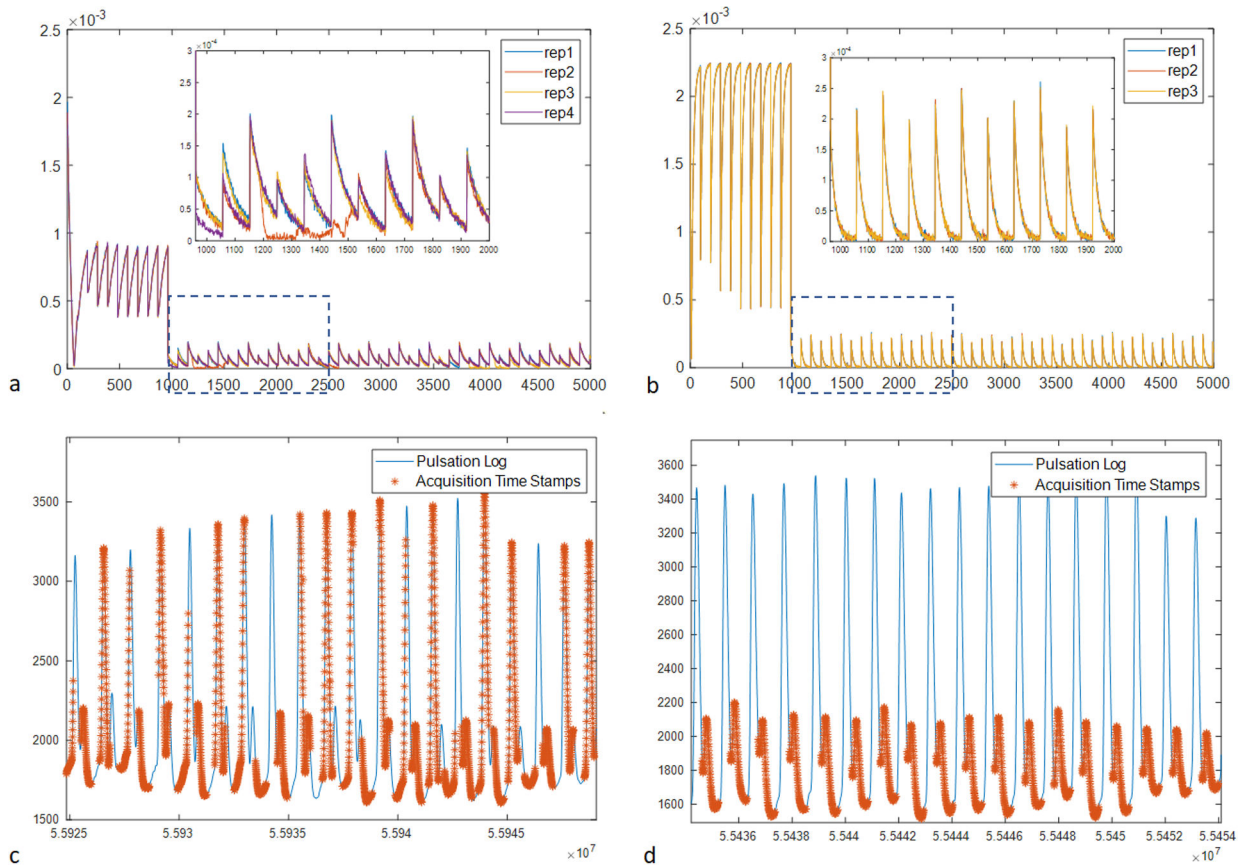 ×10⁻³
2.5
2
1.5
1
0.5
0
0 500 1000 1500 2000 2500 3000 3500 4000 4500 5000
rep1
rep2
rep3
rep4
×10⁻⁴
3
2.5
2
1.5
1
0.5
0
1000 1100 1200 1300 1400 1500 1600 1700 1800 1900 2000
a
×10⁻³
2.5
2
1.5
1
0.5
0
0 500 1000 1500 2000 2500 3000 3500 4000 4500 5000
rep1
rep2
rep3
×10⁻⁴
3
2.5
2
1.5
1
0.5
0
1000 1100 1200 1300 1400 1500 1600 1700 1800 1900 2000
b
3500
3000
2500
2000
1500
5.5925 5.593 5.5935 5.594 5.5945
×10⁷
Pulsation Log
Acquisition Time Stamps
c
3600
3400
3200
3000
2800
2600
2400
2200
2000
1800
1600
5.5436 5.5438 5.544 5.5442 5.5444 5.5446 5.5448 5.545 5.5452 5.5454
×10⁷
Pulsation Log
Acquisition Time Stamps
d